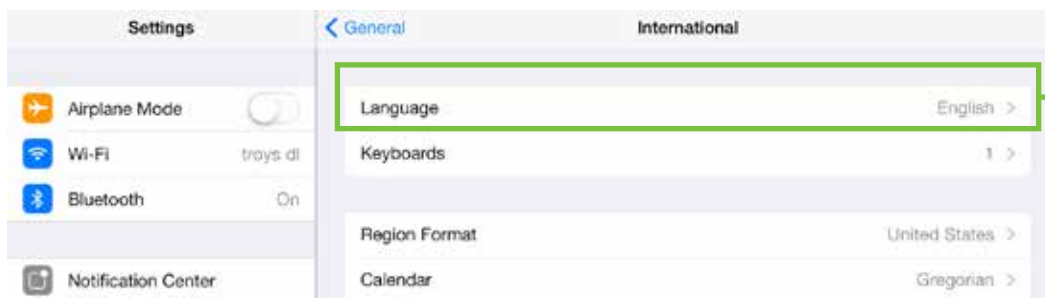 Settings
Airplane Mode
Wi-Fi troys dl
Bluetooth On
Notification Center
General International
Language English
Keyboards 1
Region Format United States
Calendar Gregorian